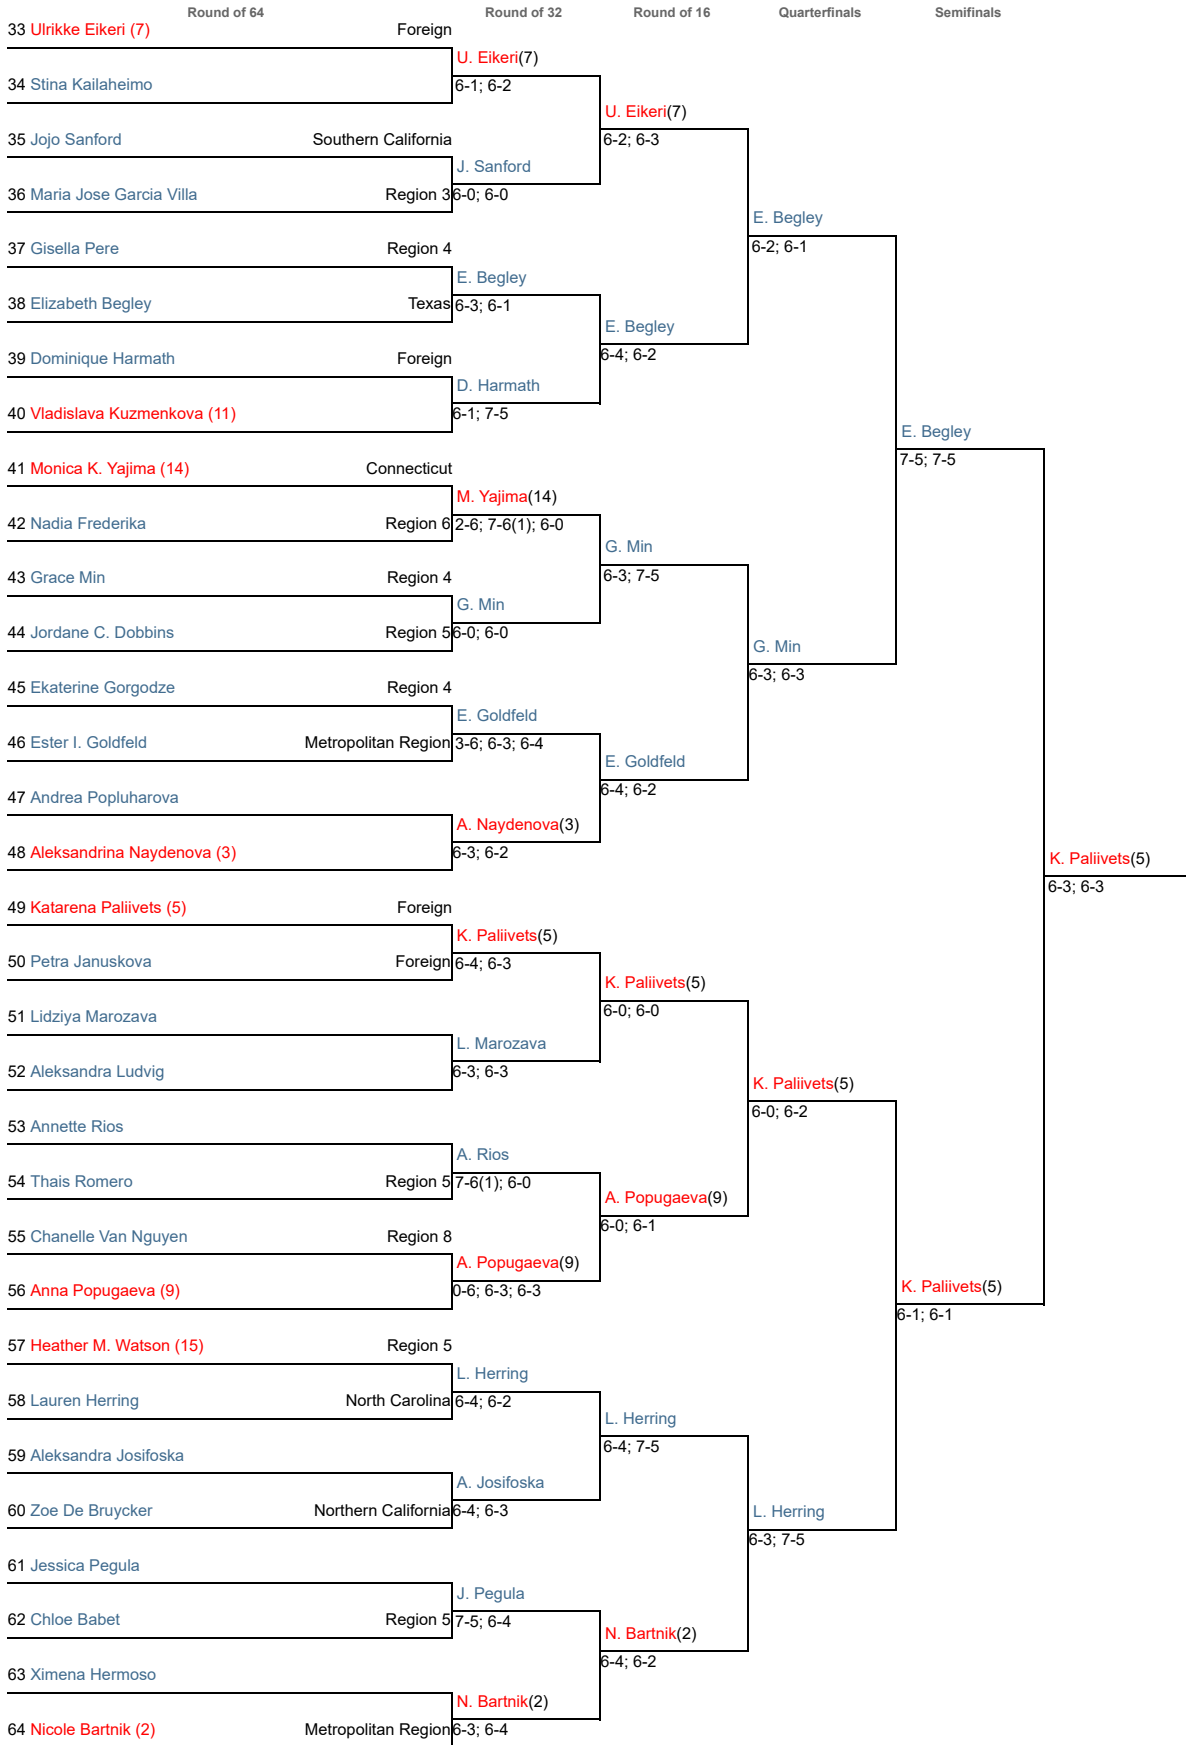 Round of 64 Round of 32 Round of 16 Quarterfinals Semifinals
33 Ulrikke Eikeri (7) Foreign
U. Eikeri(7)
34 Stina Kailaheimo
6-1; 6-2
U. Eikeri(7)
35 Jojo Sanford Southern California
6-2; 6-3
J. Sanford
36 Maria Jose Garcia Villa Region 3
6-0; 6-0
E. Begley
37 Gisella Pere Region 4
6-2; 6-1
E. Begley
38 Elizabeth Begley Texas
6-3; 6-1
E. Begley
39 Dominique Harmath Foreign
6-4; 6-2
D. Harmath
40 Vladislava Kuzmenkova (11)
6-1; 7-5
E. Begley
7-5; 7-5
41 Monica K. Yajima (14) Connecticut
M. Yajima(14)
42 Nadia Frederika Region 6
2-6; 7-6(1); 6-0
G. Min
43 Grace Min Region 4
6-3; 7-5
G. Min
44 Jordane C. Dobbins Region 5
6-0; 6-0
G. Min
6-3; 6-3
45 Ekaterine Gorgodze Region 4
E. Goldfeld
46 Ester I. Goldfeld Metropolitan Region
3-6; 6-3; 6-4
E. Goldfeld
6-4; 6-2
47 Andrea Popluharova
A. Naydenova(3)
48 Aleksandrina Naydenova (3)
6-3; 6-2
K. Paliivets(5)
6-3; 6-3
49 Katarena Paliivets (5) Foreign
K. Paliivets(5)
50 Petra Januskova Foreign
6-4; 6-3
K. Paliivets(5)
6-0; 6-0
51 Lidziya Marozava
L. Marozava
52 Aleksandra Ludvig
6-3; 6-3
K. Paliivets(5)
6-0; 6-2
53 Annette Rios
A. Rios
54 Thais Romero Region 5
7-6(1); 6-0
A. Popugaeva(9)
6-0; 6-1
55 Chanelle Van Nguyen Region 8
A. Popugaeva(9)
56 Anna Popugaeva (9)
0-6; 6-3; 6-3
K. Paliivets(5)
6-1; 6-1
57 Heather M. Watson (15) Region 5
L. Herring
58 Lauren Herring North Carolina
6-4; 6-2
L. Herring
6-4; 7-5
59 Aleksandra Josifoska
A. Josifoska
60 Zoe De Bruycker Northern California
6-4; 6-3
L. Herring
6-3; 7-5
61 Jessica Pegula
J. Pegula
62 Chloe Babet Region 5
7-5; 6-4
N. Bartnik(2)
6-4; 6-2
63 Ximena Hermoso
N. Bartnik(2)
64 Nicole Bartnik (2) Metropolitan Region
6-3; 6-4